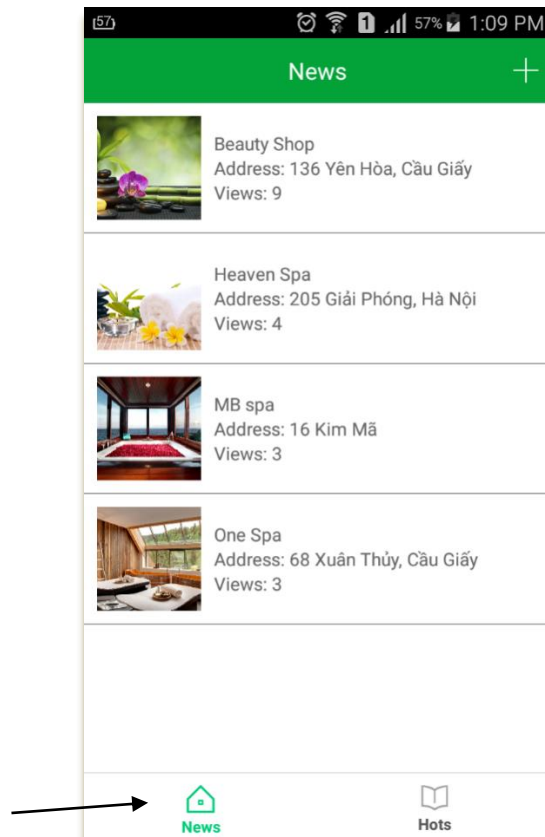 57
1 57% 1:09 PM
News
Beauty Shop
Address: 136 Yên Hòa, Cầu Giấy
Views: 9
Heaven Spa
Address: 205 Giải Phóng, Hà Nội
Views: 4
MB spa
Address: 16 Kim Mã
Views: 3
One Spa
Address: 68 Xuân Thủy, Cầu Giấy
Views: 3
News
Hots